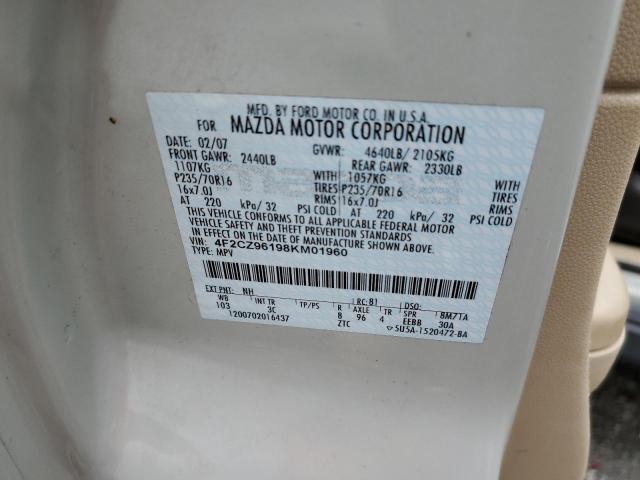 MFD. BY FORD MOTOR CO. IN U.S.A.
FOR MAZDA MOTOR CORPORATION
DATE: 02/07 GVWR: 4640LB/ 2105KG
FRONT GAWR: 2440LB REAR GAWR: 2330LB
1107KG WITH 1057KG WITH
P235/70R16 TIRES P235/70R16 TIRES
16x7.0J RIMS 16x7.0J RIMS
AT 220 kPa/ 32 PSI COLD AT 220 kPa/ 32 PSI COLD
THIS VEHICLE CONFORMS TO ALL APPLICABLE FEDERAL MOTOR
VEHICLE SAFETY AND THEFT PREVENTION STANDARDS
IN EFFECT ON THE DATE OF MANUFACTURE SHOWN ABOVE.
VIN: 4F2CZ96198KM01960
TYPE: MPV
EXT PNT: NH RC: 81 DSO:
WB INT TR TP/PS R AXLE TR SPR 8M71A
103 3C 8 96 4 EEBB 30A
1200702016437 ZTC 5U5A-1520472-BA